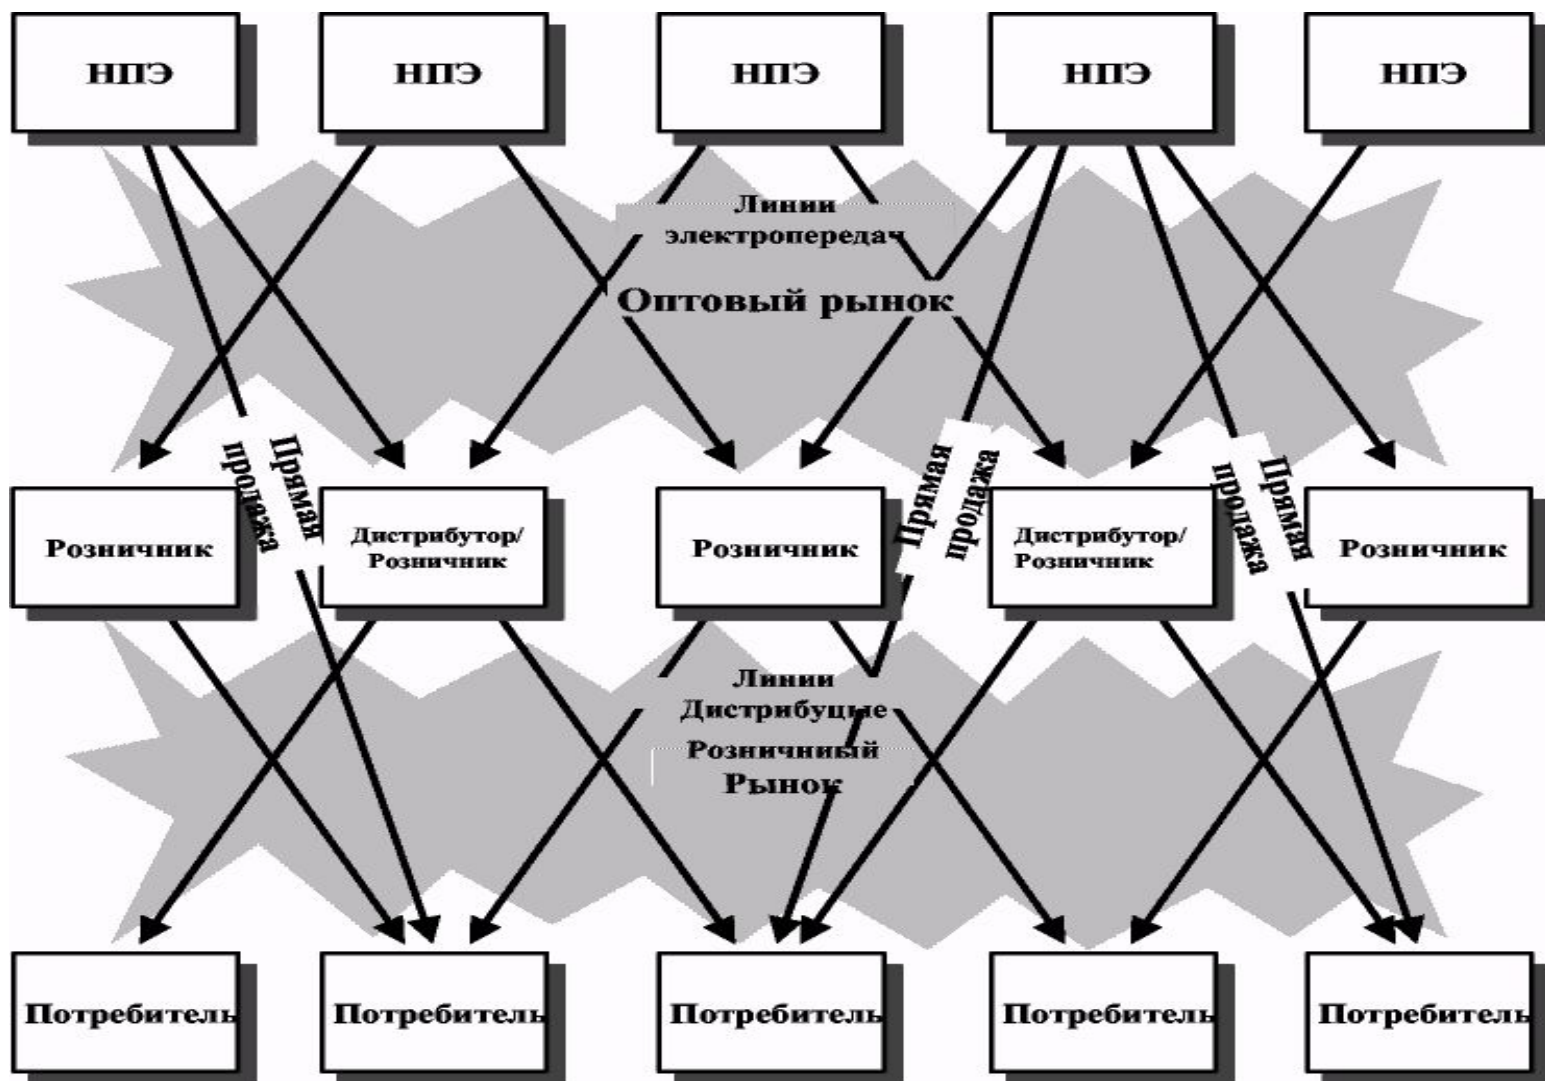 НПЭ
НПЭ
НПЭ
НПЭ
НПЭ
Линии
электропередач
Оптовый рынок
Прямая
продажа
Прямая
продажа
Прямая
продажа
Розничник
Дистрибутор/
Розничник
Розничник
Дистрибутор/
Розничник
Розничник
Линии
Дистрибуцые
Розничниый
Рынок
Потребитель
Потребитель
Потребитель
Потребитель
Потребитель